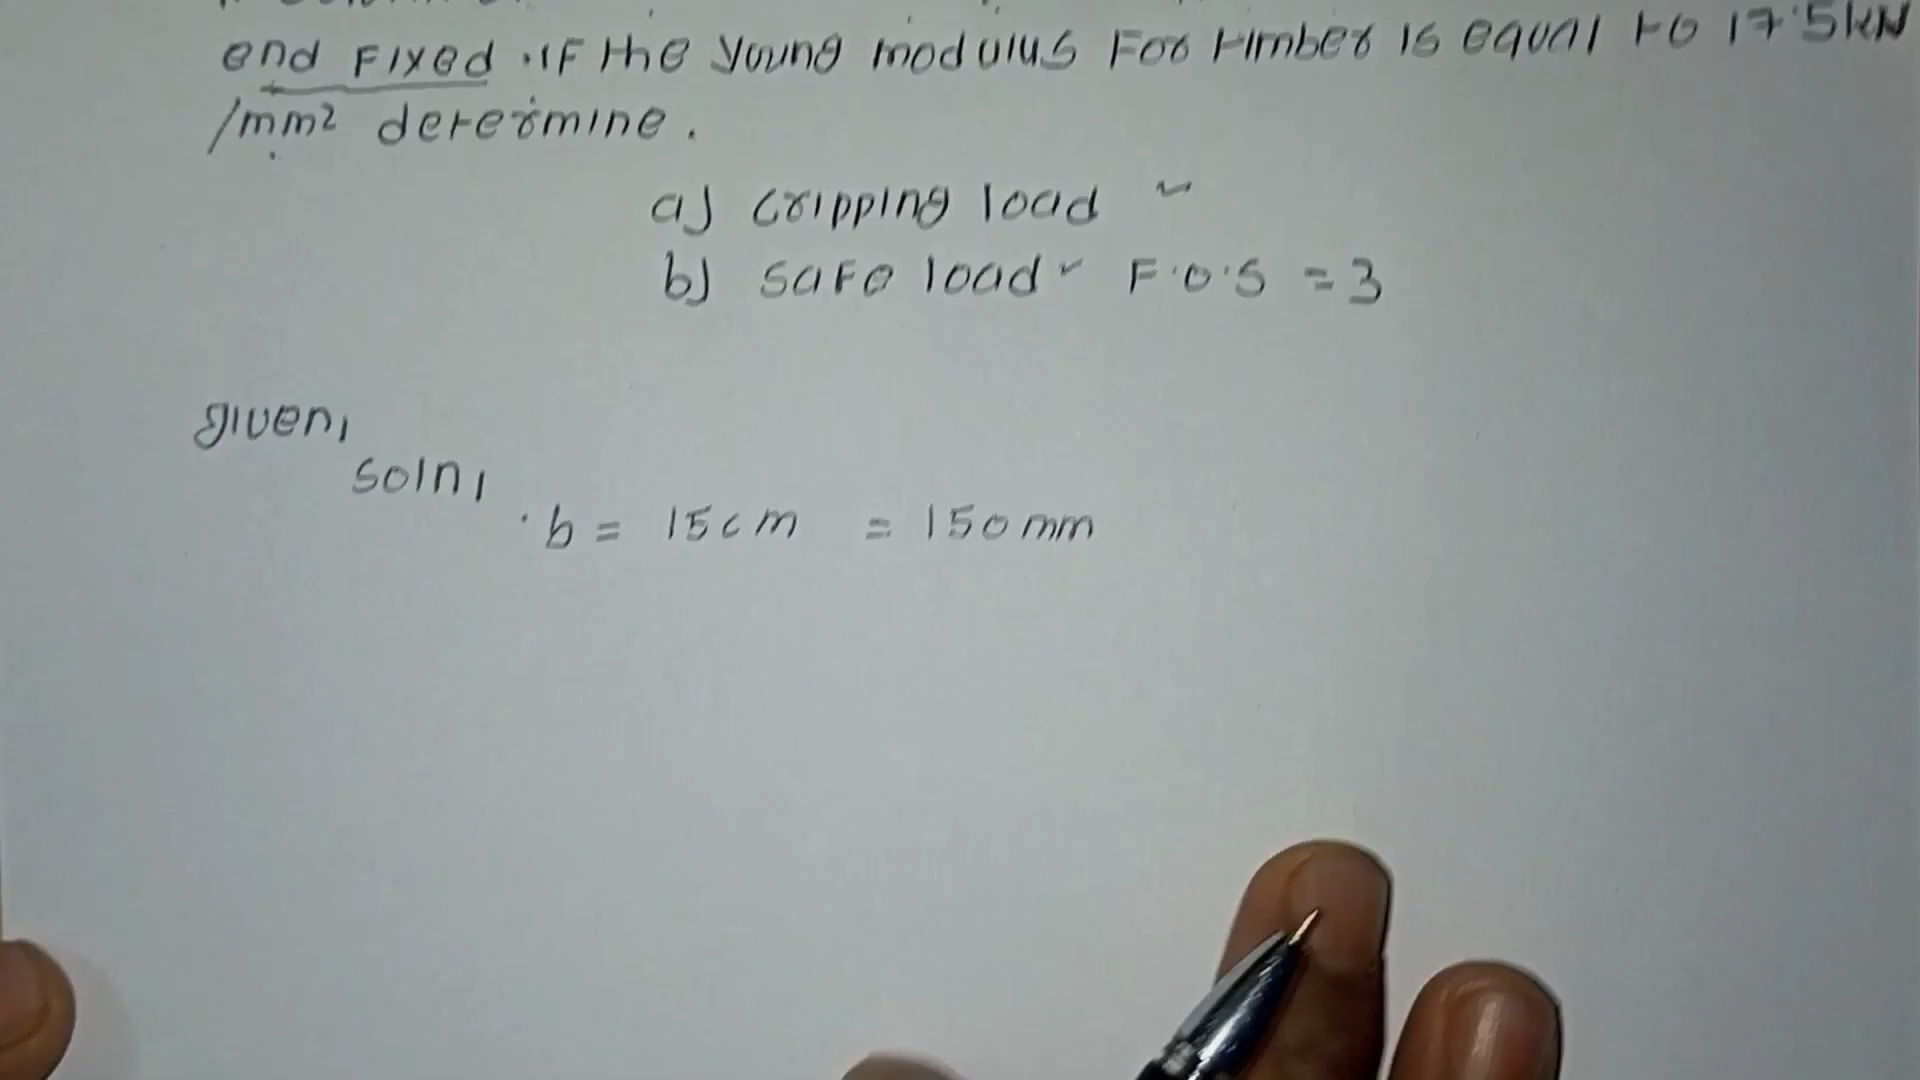 end Fixed . IF the young modulus For timber is equal to 17.5kN
/mm2 determine.
a) cripping load
b) safe load F.O.S = 3
given,
soln,
b = 15cm = 150mm